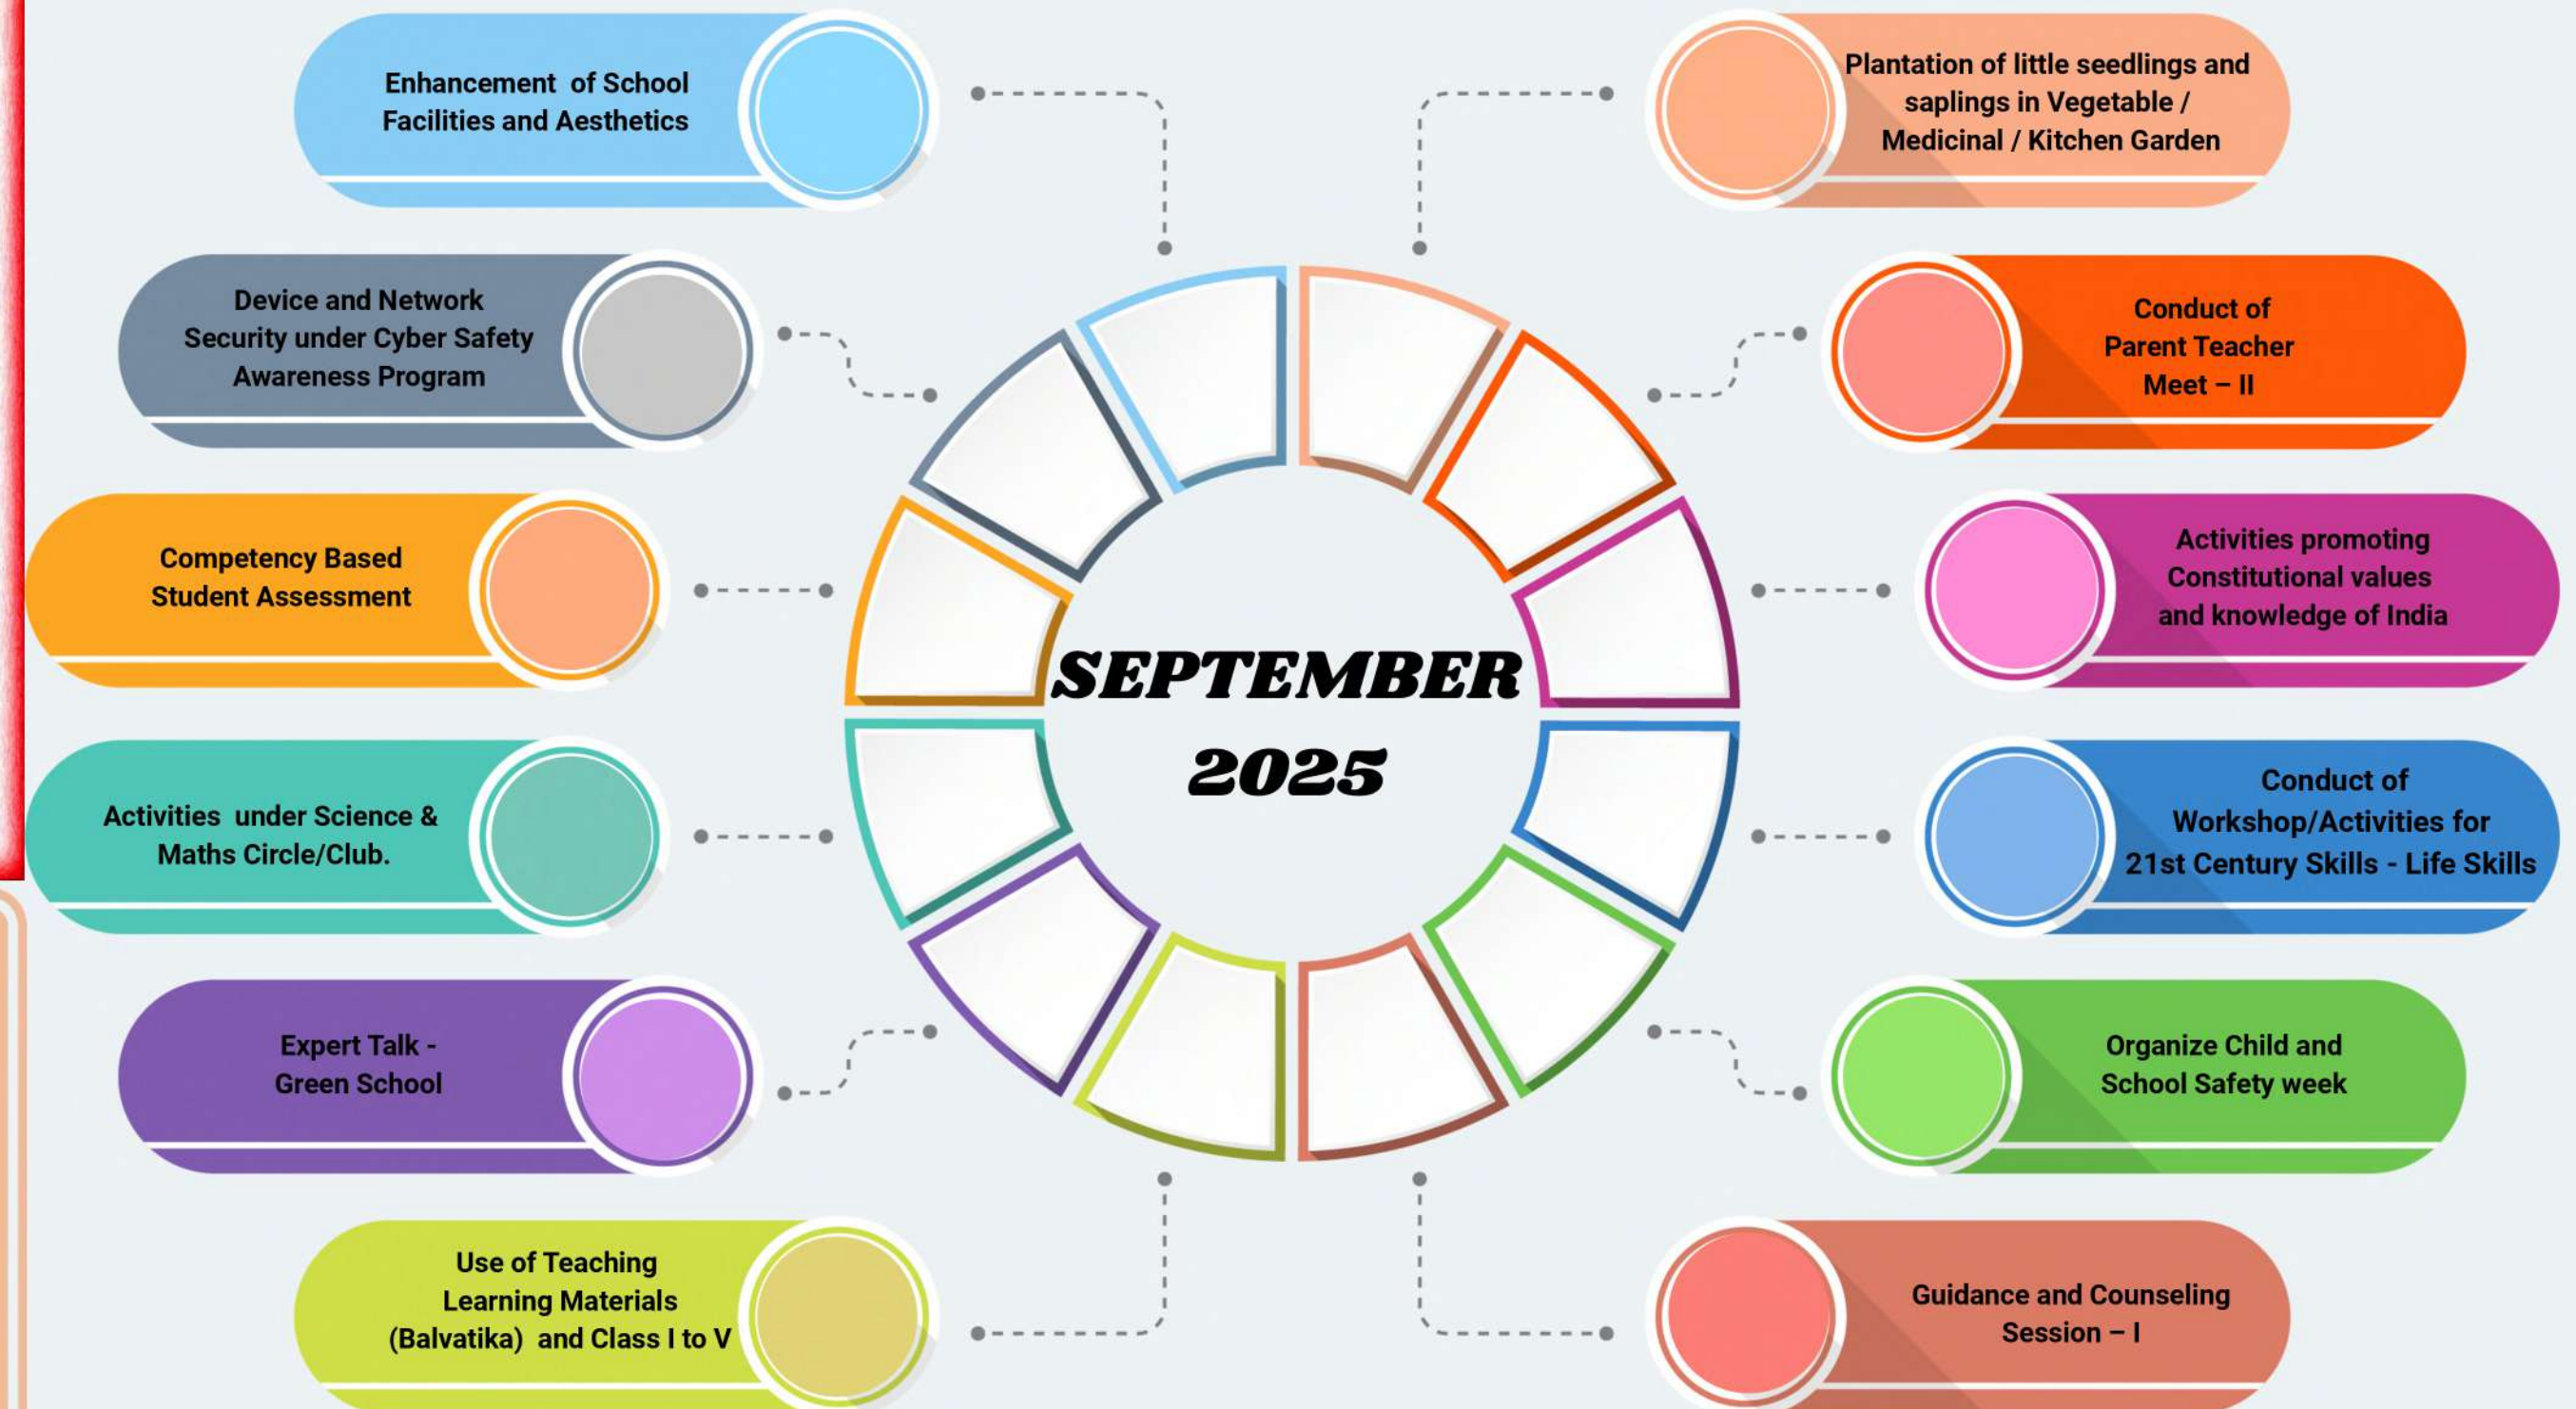 Enhancement of School
Facilities and Aesthetics
Device and Network
Security under Cyber Safety
Awareness Program
Competency Based
Student Assessment
Activities under Science &
Maths Circle/Club.
Expert Talk -
Green School
Use of Teaching
Learning Materials
(Balvatika) and Class I to V
SEPTEMBER
2025
Plantation of little seedlings and
saplings in Vegetable /
Medicinal / Kitchen Garden
Conduct of
Parent Teacher
Meet – II
Activities promoting
Constitutional values
and knowledge of India
Conduct of
Workshop/Activities for
21st Century Skills - Life Skills
Organize Child and
School Safety week
Guidance and Counseling
Session – I